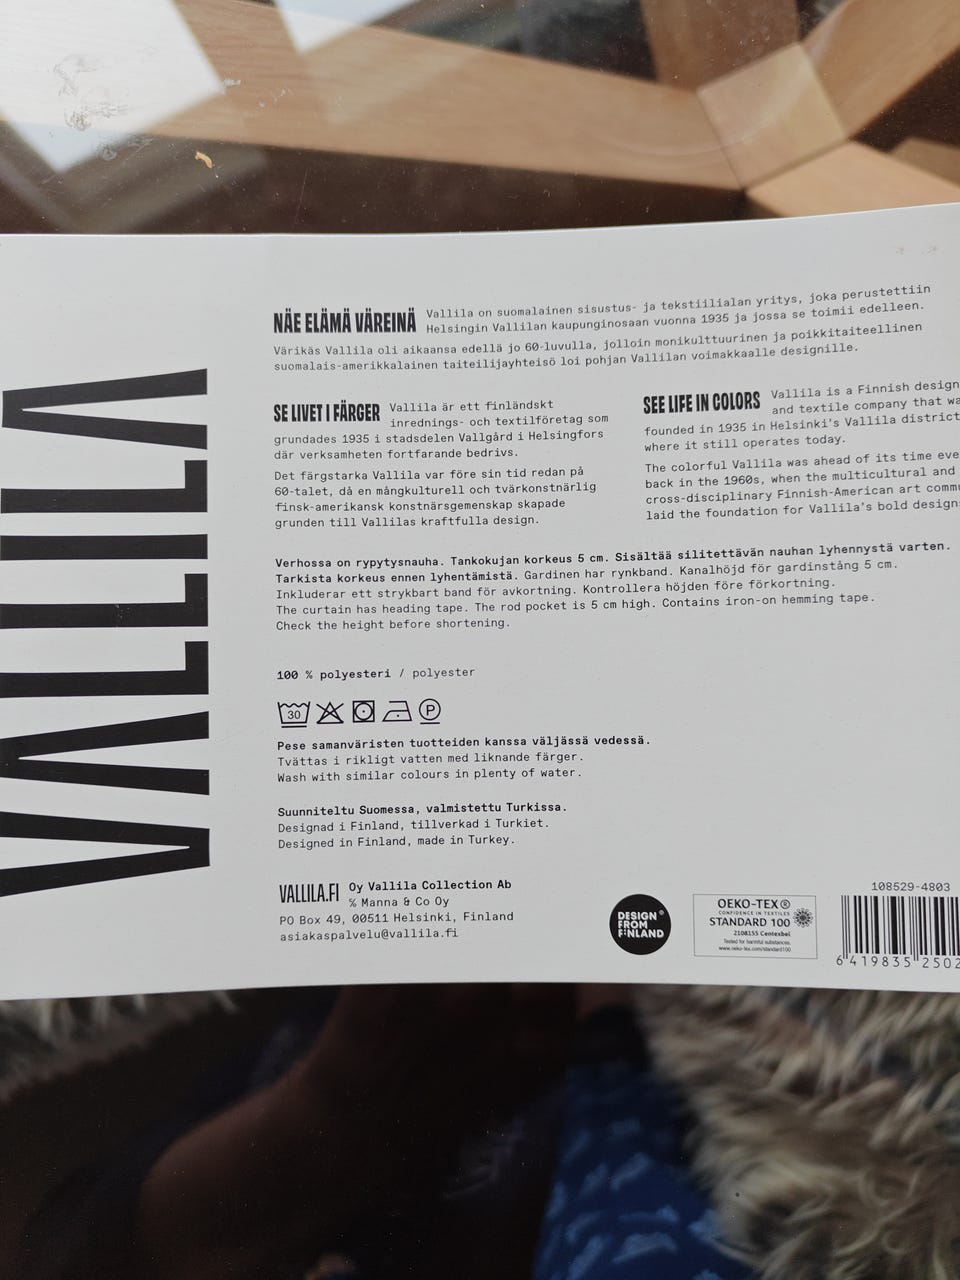 VALLILA
NÄE ELÄMÄ VÄREINÄ Vallila on suomalainen sisustus- ja tekstiilialan yritys, joka perustettiin
Helsingin Vallilan kaupunginosaan vuonna 1935 ja jossa se toimii edelleen.
Värikäs Vallila oli aikaansa edellä jo 60-luvulla, jolloin monikulttuurinen ja poikkitaiteellinen
suomalais-amerikkalainen taiteilijayhteisö loi pohjan Vallilan voimakkaalle designille.
SE LIVET I FÄRGER Vallila är ett finländskt
inrednings- och textilföretag som
grundades 1935 i stadsdelen Vallgård i Helsingfors
där verksamheten fortfarande bedrivs.
Det färgstarka Vallila var före sin tid redan på
60-talet, då en mångkulturell och tvärkonstnärlig
finsk-amerikansk konstnärsgemenskap skapade
grunden till Vallilas kraftfulla design.
SEE LIFE IN COLORS Vallila is a Finnish design
and textile company that
founded in 1935 in Helsinki's Vallila district
where it still operates today.
The colorful Vallila was ahead of its time
back in the 1960s, when the multicultural and
cross-disciplinary Finnish-American art
laid the foundation for Vallila's bold
Verhossa on rypytysnauha. Tankokujan korkeus 5 cm. Sisältää silitettävän nauhan lyhennystä varten.
Tarkista korkeus ennen lyhentämistä. Gardinen har rynkband. Kanalhöjd för gardinstång 5 cm.
Inkluderar ett strykbart band för avkortning. Kontrollera höjden före förkortning.
The curtain has heading tape. The rod pocket is 5 cm high. Contains iron-on hemming tape.
Check the height before shortening.
100 % polyesteri / polyester
30 P
Pese samanväristen tuotteiden kanssa väljässä vedessä.
Tvättas i rikligt vatten med liknande färger.
Wash with similar colours in plenty of water.
Suunniteltu Suomessa, valmistettu Turkissa.
Designad i Finland, tillverkad i Turkiet.
Designed in Finland, made in Turkey.
VALLILA.FI Oy Vallila Collection Ab
% Manna & Co Oy
PO Box 49, 00511 Helsinki, Finland
asiakaspalvelu@vallila.fi
DESIGN®
FROM
FINLAND
OEKO-TEX®
CONFIDENCE IN TEXTILES
STANDARD 100
2108155 Centexbel
Tested for harmful substances.
www.oeko-tex.com/standard100
108529-4803
6 419835 2502